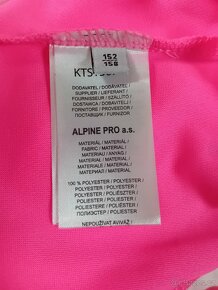 152
158
DODAVATEL / DODÁVATEĽ
SUPPLIER / LIEFERANT
FOURNISSEUR / SZÁLLÍTÓ
DOSTAWCA / DOBAVITELJ
FURNIZORE / PROVEEDOR
ПОСТАВЩИК / FORNITORE
ALPINE PRO a.s.
MATERIÁL / MATERIÁL
FABRIC / MATERIAL
MATERIAU / ANYAG
MATERIAŁ / MATERIAL
MATERIAL / MATERIAL
МАТЕРИАЛ / MATERIALE
100 % POLYESTER / POLYESTER
POLYESTER / POLYESTER
POLYESTER / POLIÉSZTER
POLIESTER / POLIESTER
POLIESTER / POLIÉSTER
ПОЛИЭСТЕР / POLIESTERE
NEPOUŽÍVAT AVIVÁŽ